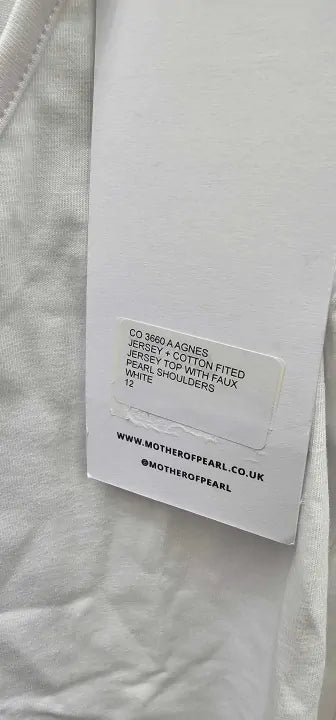 CO 3660 A AGNES
JERSEY + COTTON FITED
JERSEY TOP WITH FAUX
PEARL SHOULDERS
WHITE
12
WWW.MOTHEROFPEARL.CO.UK
@MOTHEROFPEARL